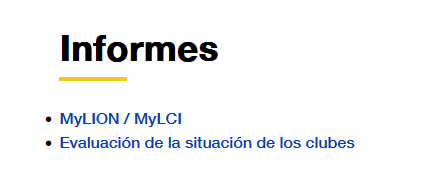 Informes
MyLION / MyLCI
Evaluación de la situación de los clubes